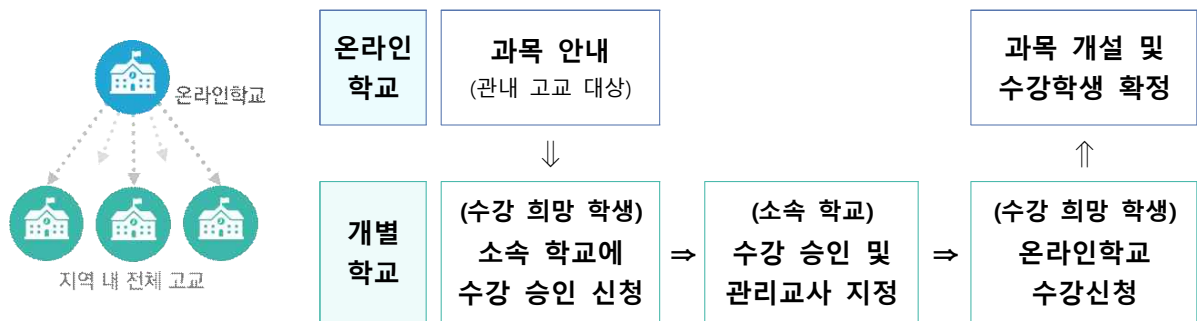 온라인학교
지역 내 전체 고교
온라인
학교
과목 안내
(관내 고교 대상)
과목 개설 및
수강학생 확정
⇓
⇑
개별
학교
(수강 희망 학생)
소속 학교에
수강 승인 신청
⇒
(소속 학교)
수강 승인 및
관리교사 지정
⇒
(수강 희망 학생)
온라인학교
수강신청